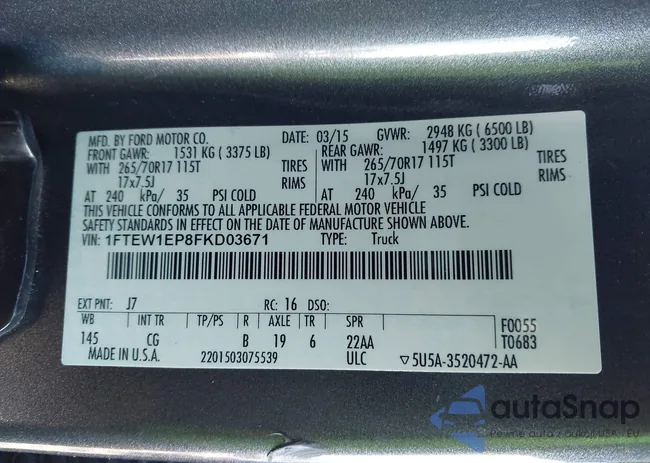 MFD. BY FORD MOTOR CO. DATE: 03/15 GVWR: 2948 KG ( 6500 LB)
FRONT GAWR: 1531 KG ( 3375 LB) REAR GAWR: 1497 KG ( 3300 LB)
WITH 265/70R17 115T TIRES WITH 265/70R17 115T TIRES
17x7.5J RIMS 17x7.5J RIMS
AT 240 kPa/ 35 PSI COLD AT 240 kPa/ 35 PSI COLD
THIS VEHICLE CONFORMS TO ALL APPLICABLE FEDERAL MOTOR VEHICLE
SAFETY STANDARDS IN EFFECT ON THE DATE OF MANUFACTURE SHOWN ABOVE.
VIN: 1FTEW1EP8FKD03671 TYPE: Truck
EXT PNT: J7 RC: 16 DSO:
WB INT TR TP/PS R AXLE TR SPR F0055
145 CG B 19 6 22AA T0683
MADE IN U.S.A. 2201503075539 ULC ▽5U5A-3520472-AA
autoSnap
Pewne auta z aukcji USA i EU